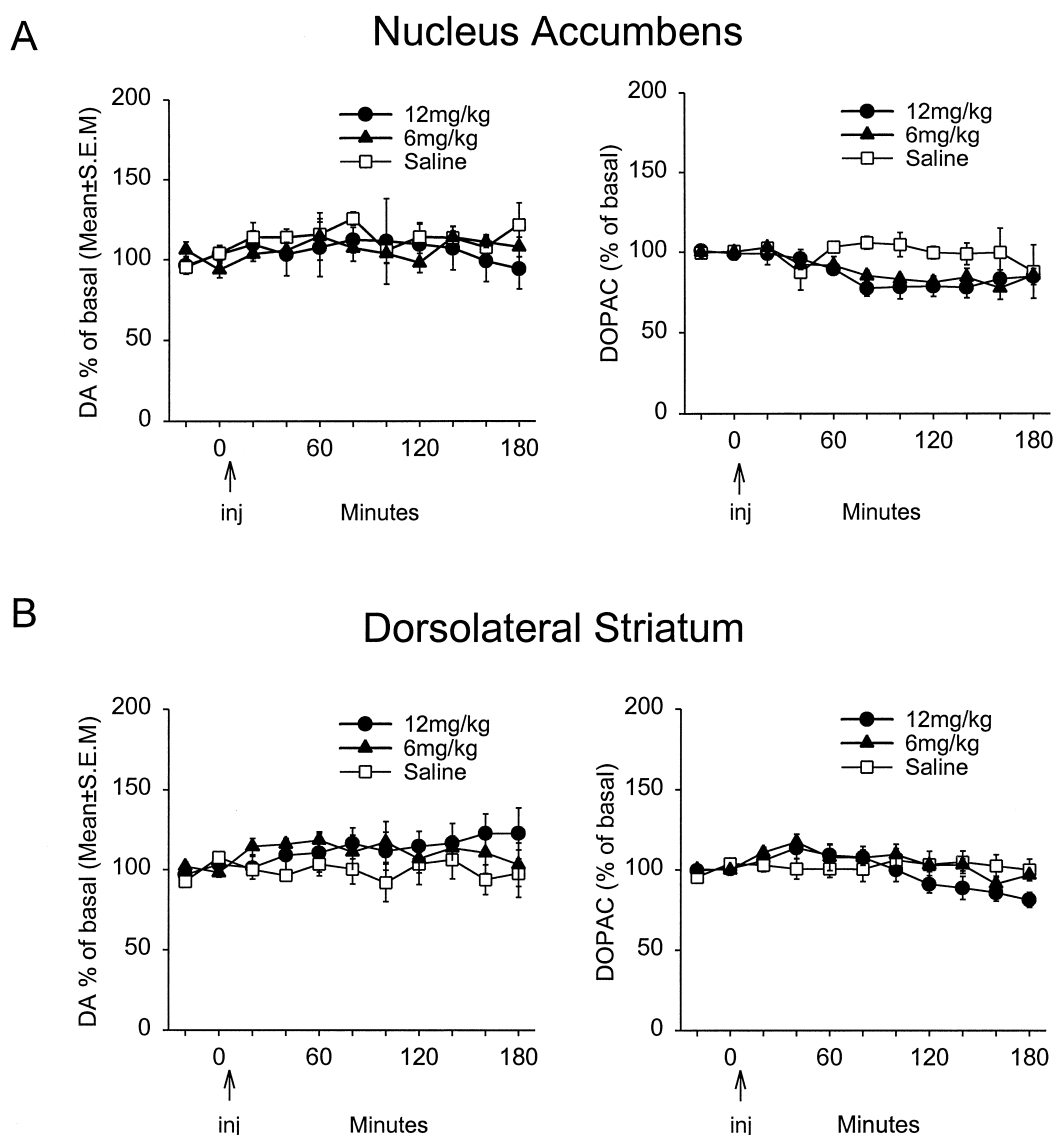 A
Nucleus Accumbens
DA % of basal (Mean±S.E.M)
200
150
100
50
0
12mg/kg
6mg/kg
Saline
0 60 120 180
inj Minutes
DOPAC (% of basal)
200
150
100
50
0
12mg/kg
6mg/kg
Saline
0 60 120 180
inj Minutes
B
Dorsolateral Striatum
DA % of basal (Mean±S.E.M)
200
150
100
50
0
12mg/kg
6mg/kg
Saline
0 60 120 180
inj Minutes
DOPAC (% of basal)
200
150
100
50
0
12mg/kg
6mg/kg
Saline
0 60 120 180
inj Minutes